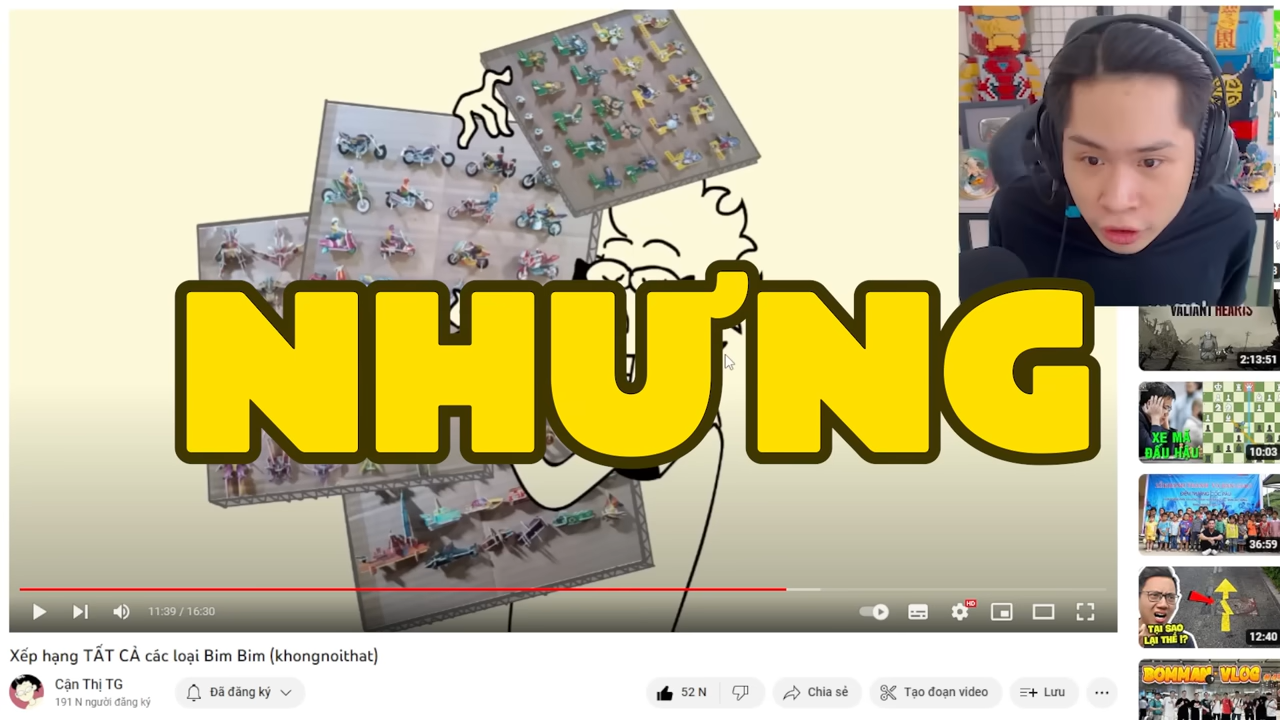 NHƯNG
VALIANT HEARTS
2:13:51
XE MÃ
ĐẤU HẬU
10:03
36:59
TẠI SAO
LẠI THẾ !?
12:40
BOMMAN VLOG
11:39 / 16:30
HD
Xếp hạng TẤT CẢ các loại Bim Bim (khongnoithat)
Cận Thị TG
191 N người đăng ký
Đã đăng ký
52 N
Chia sẻ
Tạo đoạn video
Lưu